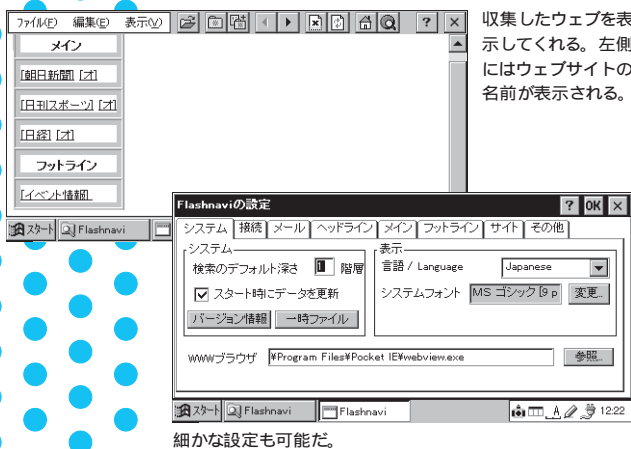 ファイル(F) 編集(E) 表示(V) ? ×
メイン
[朝日新聞] [オ]
[日刊スポーツ] [オ]
[日経] [オ]
フットライン
[イベント情報]
スタート Flashnavi
収集したウェブを表
示してくれる。左側
にはウェブサイトの
名前が表示される。
Flashnaviの設定 ? OK ×
システム 接続 メール ヘッドライン メイン フットライン サイト その他
システム
検索のデフォルト深さ 階層
スタート時にデータを更新
バージョン情報 一時ファイル
表示
言語 / Language Japanese
システムフォント MS ゴシック [9 p 変更...
WWWブラウザ ¥Program Files¥Pocket IE¥webview.exe 参照...
スタート Flashnavi Flashnavi A 12:22
細かな設定も可能だ。